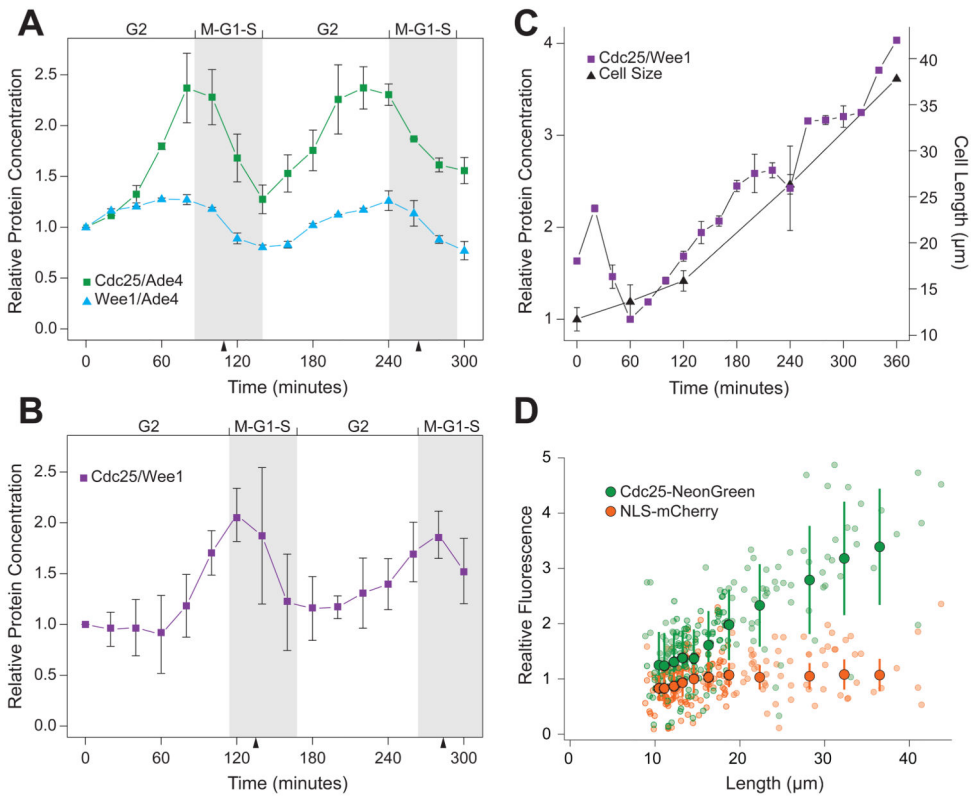 A
G2 M-G1-S G2 M-G1-S
Relative Protein Concentration
2.5
2.0
1.5
1.0
0.5
0.0
Cdc25/Ade4
Wee1/Ade4
0 60 120 180 240 300
Time (minutes)
B
G2 M-G1-S G2 M-G1-S
Relative Protein Concentration
2.5
2.0
1.5
1.0
0.5
0.0
Cdc25/Wee1
0 60 120 180 240 300
Time (minutes)
C
Relative Protein Concentration
4
3
2
1
Cdc25/Wee1
Cell Size
40
35
30
25
20
15
10
Cell Length (μm)
0 60 120 180 240 300 360
Time (minutes)
D
Realtive Fluorescence
5
4
3
2
1
0
Cdc25-NeonGreen
NLS-mCherry
0 10 20 30 40
Length (μm)